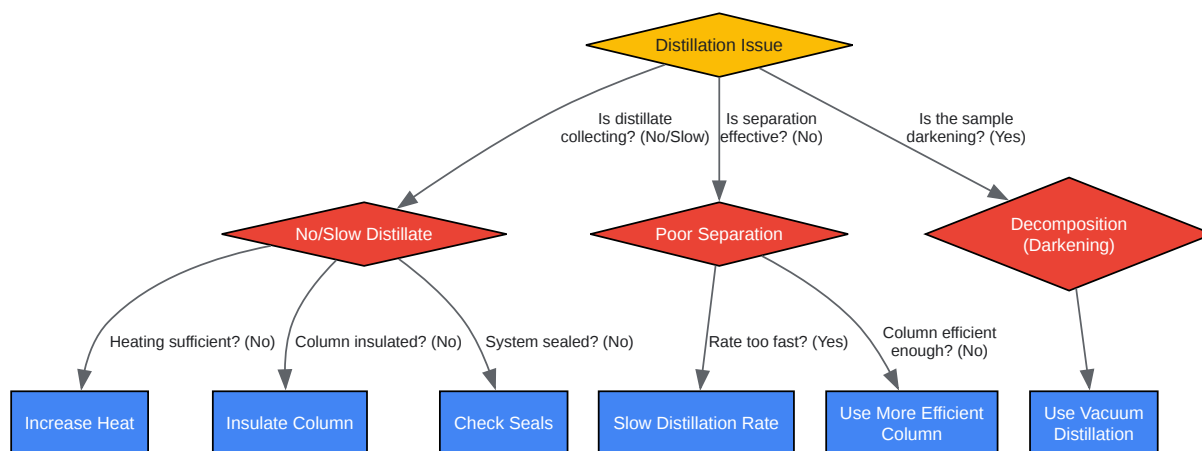 Distillation Issue
Is distillate
collecting? (No/Slow)
Is separation
effective? (No)
Is the sample
darkening? (Yes)
No/Slow Distillate
Poor Separation
Decomposition
(Darkening)
Heating sufficient? (No)
Column insulated? (No)
System sealed? (No)
Rate too fast? (Yes)
Column efficient
enough? (No)
Increase Heat
Insulate Column
Check Seals
Slow Distillation Rate
Use More Efficient
Column
Use Vacuum
Distillation